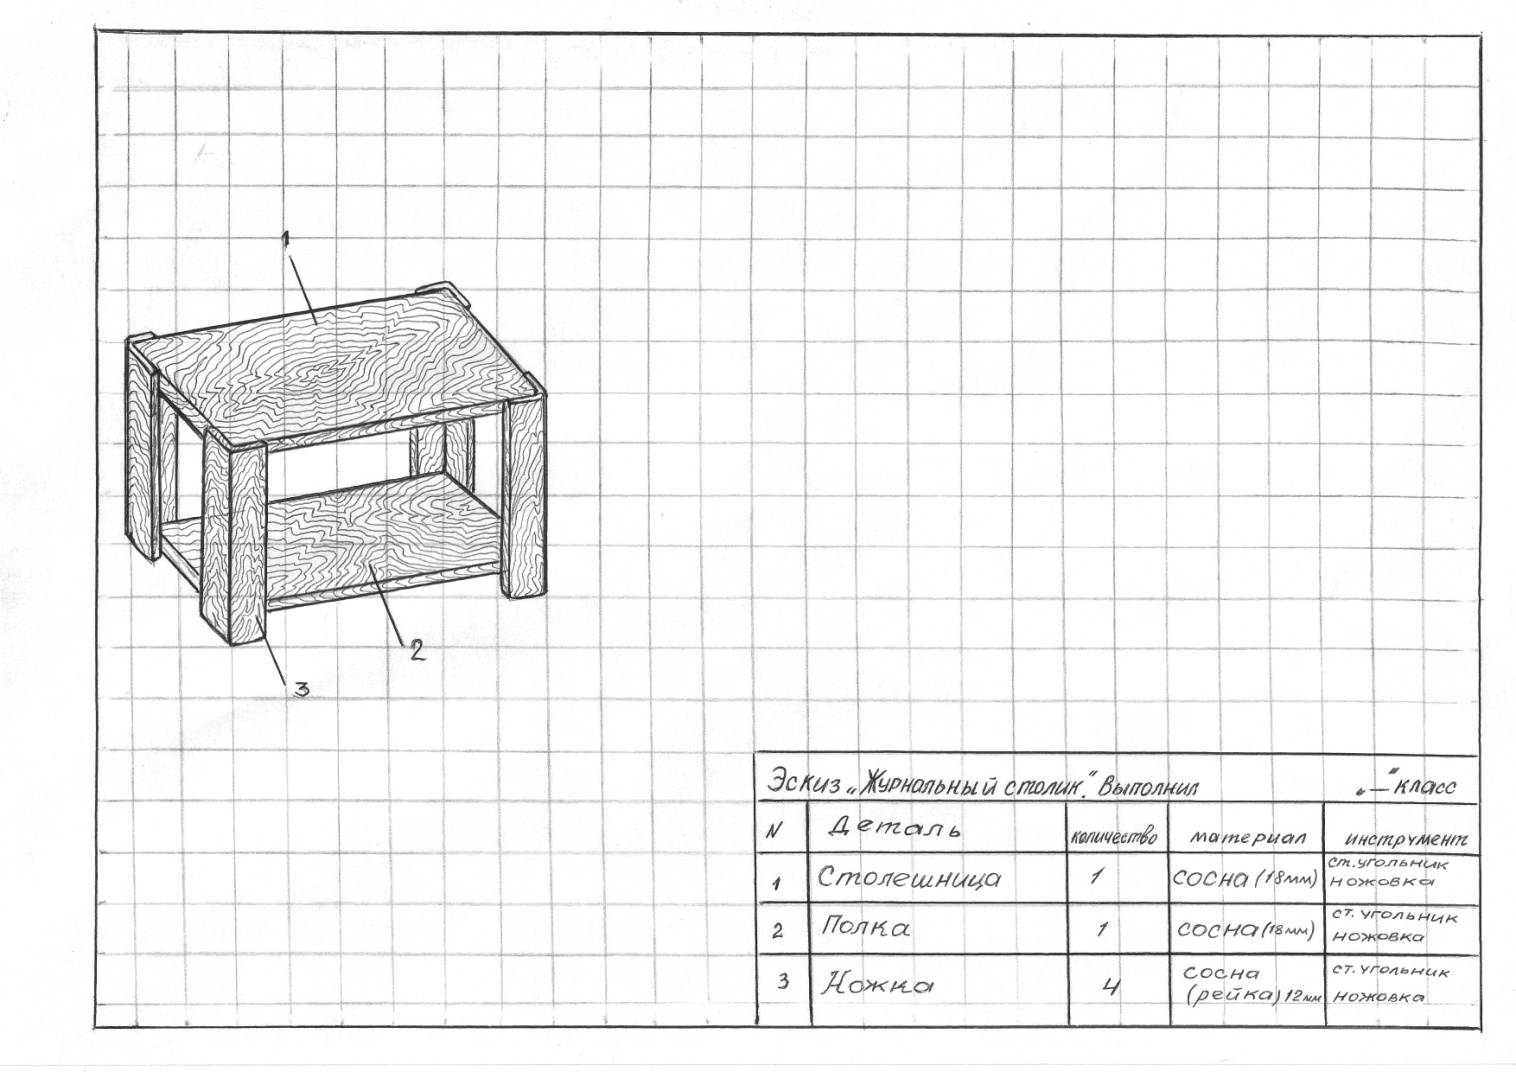 1
2
3
Эскиз „Журнальный столик." Выполнил „—" класс
N Деталь количество материал инструмент
1 Столешница 1 сосна (18мм) ст. угольник
ножовка
2 Полка 1 сосна (18мм) ст. угольник
ножовка
3 Ножка 4 сосна ст. угольник
(рейка) 12мм ножовка